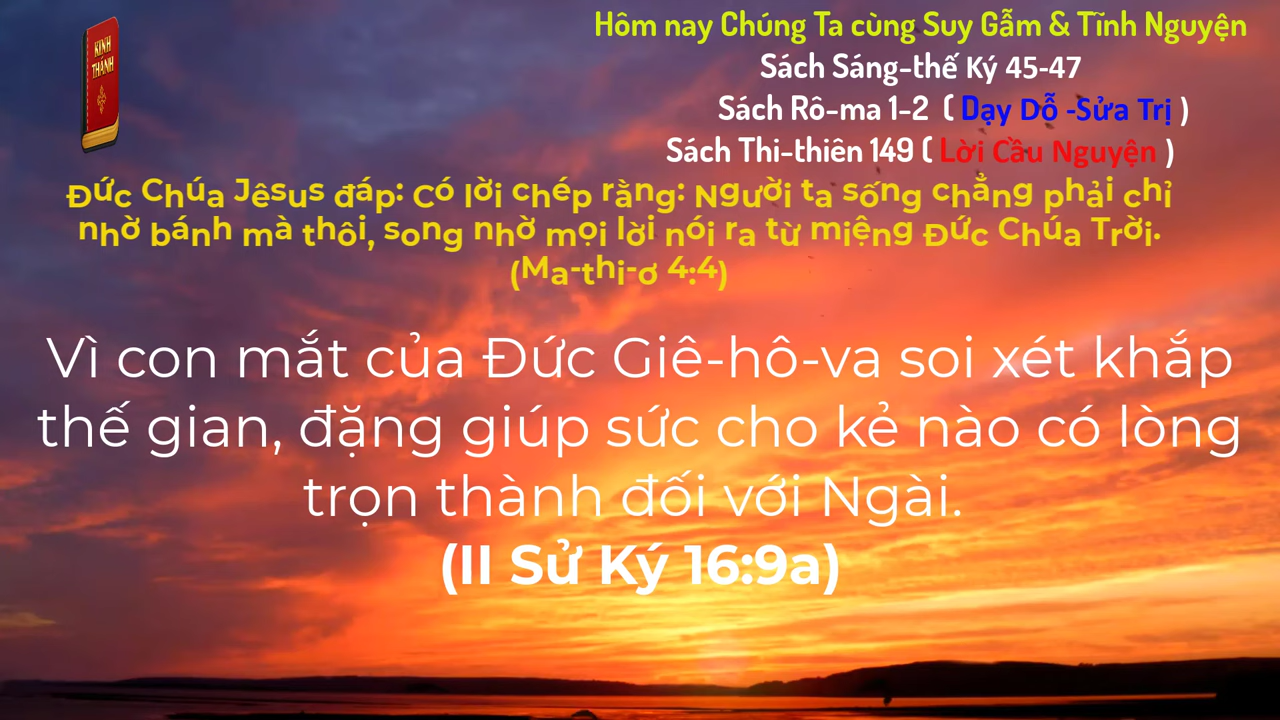 KINH
THÁNH
Hôm nay Chúng Ta cùng Suy Gẫm & Tĩnh Nguyện
Sách Sáng-thế Ký 45-47
Sách Rô-ma 1-2 ( Dạy Dỗ -Sửa Trị )
Sách Thi-thiên 149 ( Lời Cầu Nguyện )
Đức Chúa Jêsus đáp: Có lời chép rằng: Người ta sống chẳng phải chỉ
nhờ bánh mà thôi, song nhờ mọi lời nói ra từ miệng Đức Chúa Trời.
(Ma-thi-ơ 4:4)
Vì con mắt của Đức Giê-hô-va soi xét khắp
thế gian, đặng giúp sức cho kẻ nào có lòng
trọn thành đối với Ngài.
(II Sử Ký 16:9a)